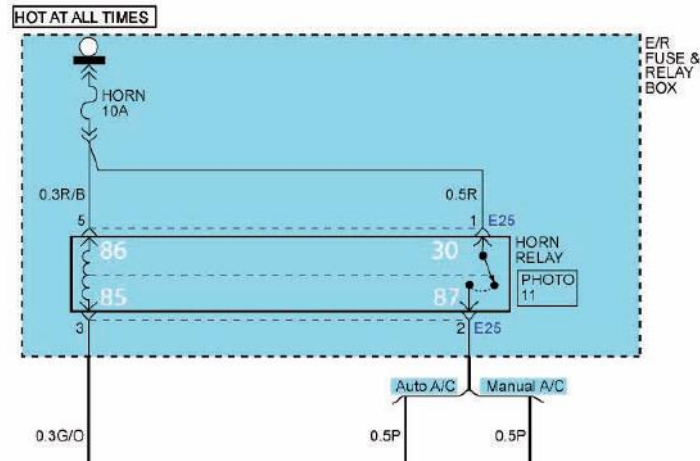 HOT AT ALL TIMES
E/R
FUSE &
RELAY
BOX
HORN
10A
0.3R/B
0.5R
5
1
E25
86
30
HORN
RELAY
85
87
PHOTO
11
3
2
E25
Auto A/C
Manual A/C
0.3G/O
0.5P
0.5P